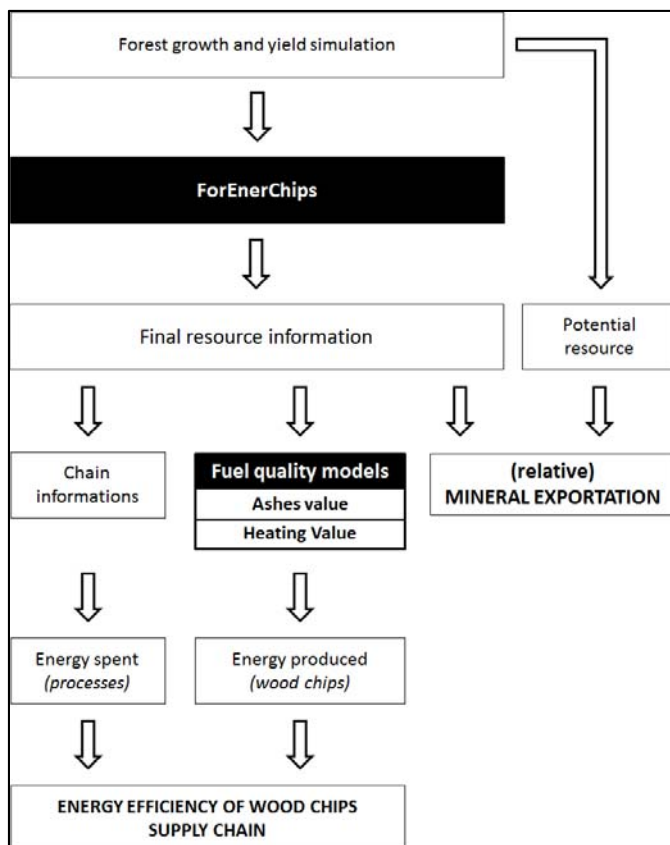 Forest growth and yield simulation
ForEnerChips
Final resource information
Potential
resource
Chain
informations
Fuel quality models
Ashes value
Heating Value
(relative)
MINERAL EXPORTATION
Energy spent
(processes)
Energy produced
(wood chips)
ENERGY EFFICIENCY OF WOOD CHIPS
SUPPLY CHAIN